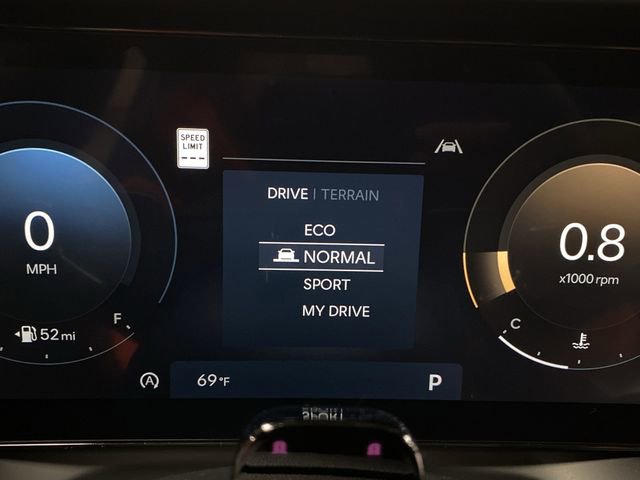 SPEED
LIMIT
---
DRIVE | TERRAIN
ECO
NORMAL
SPORT
MY DRIVE
0
MPH
0.8
x1000 rpm
F
52 mi
C
A
69°F
P